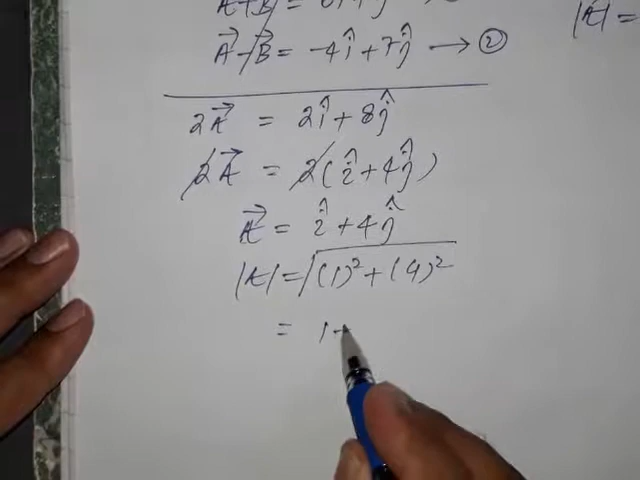 |A⃗| =
A⃗-B⃗ = -4î+7ĵ → ②
2A⃗ = 2î+8ĵ
2A⃗ = 2(î+4ĵ)
A⃗ = î+4ĵ
|A| = √(1)²+(4)²
= 1+